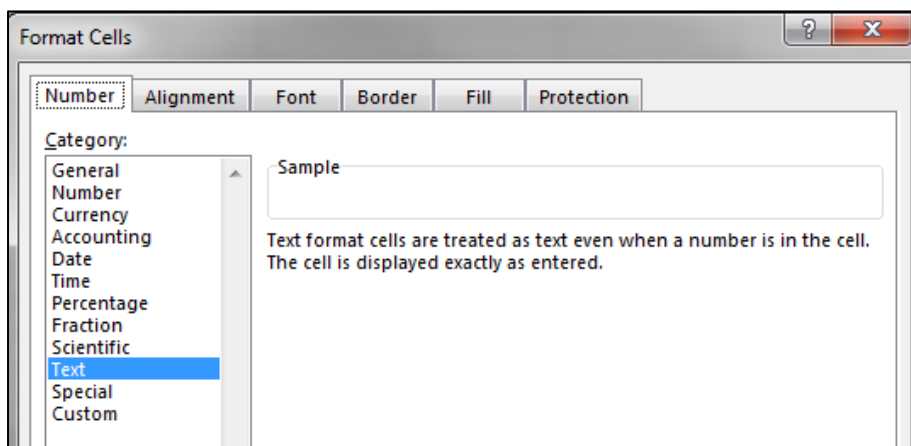 Format Cells
Number Alignment Font Border Fill Protection
Category:
General
Number
Currency
Accounting
Date
Time
Percentage
Fraction
Scientific
Text
Special
Custom
Sample
Text format cells are treated as text even when a number is in the cell.
The cell is displayed exactly as entered.